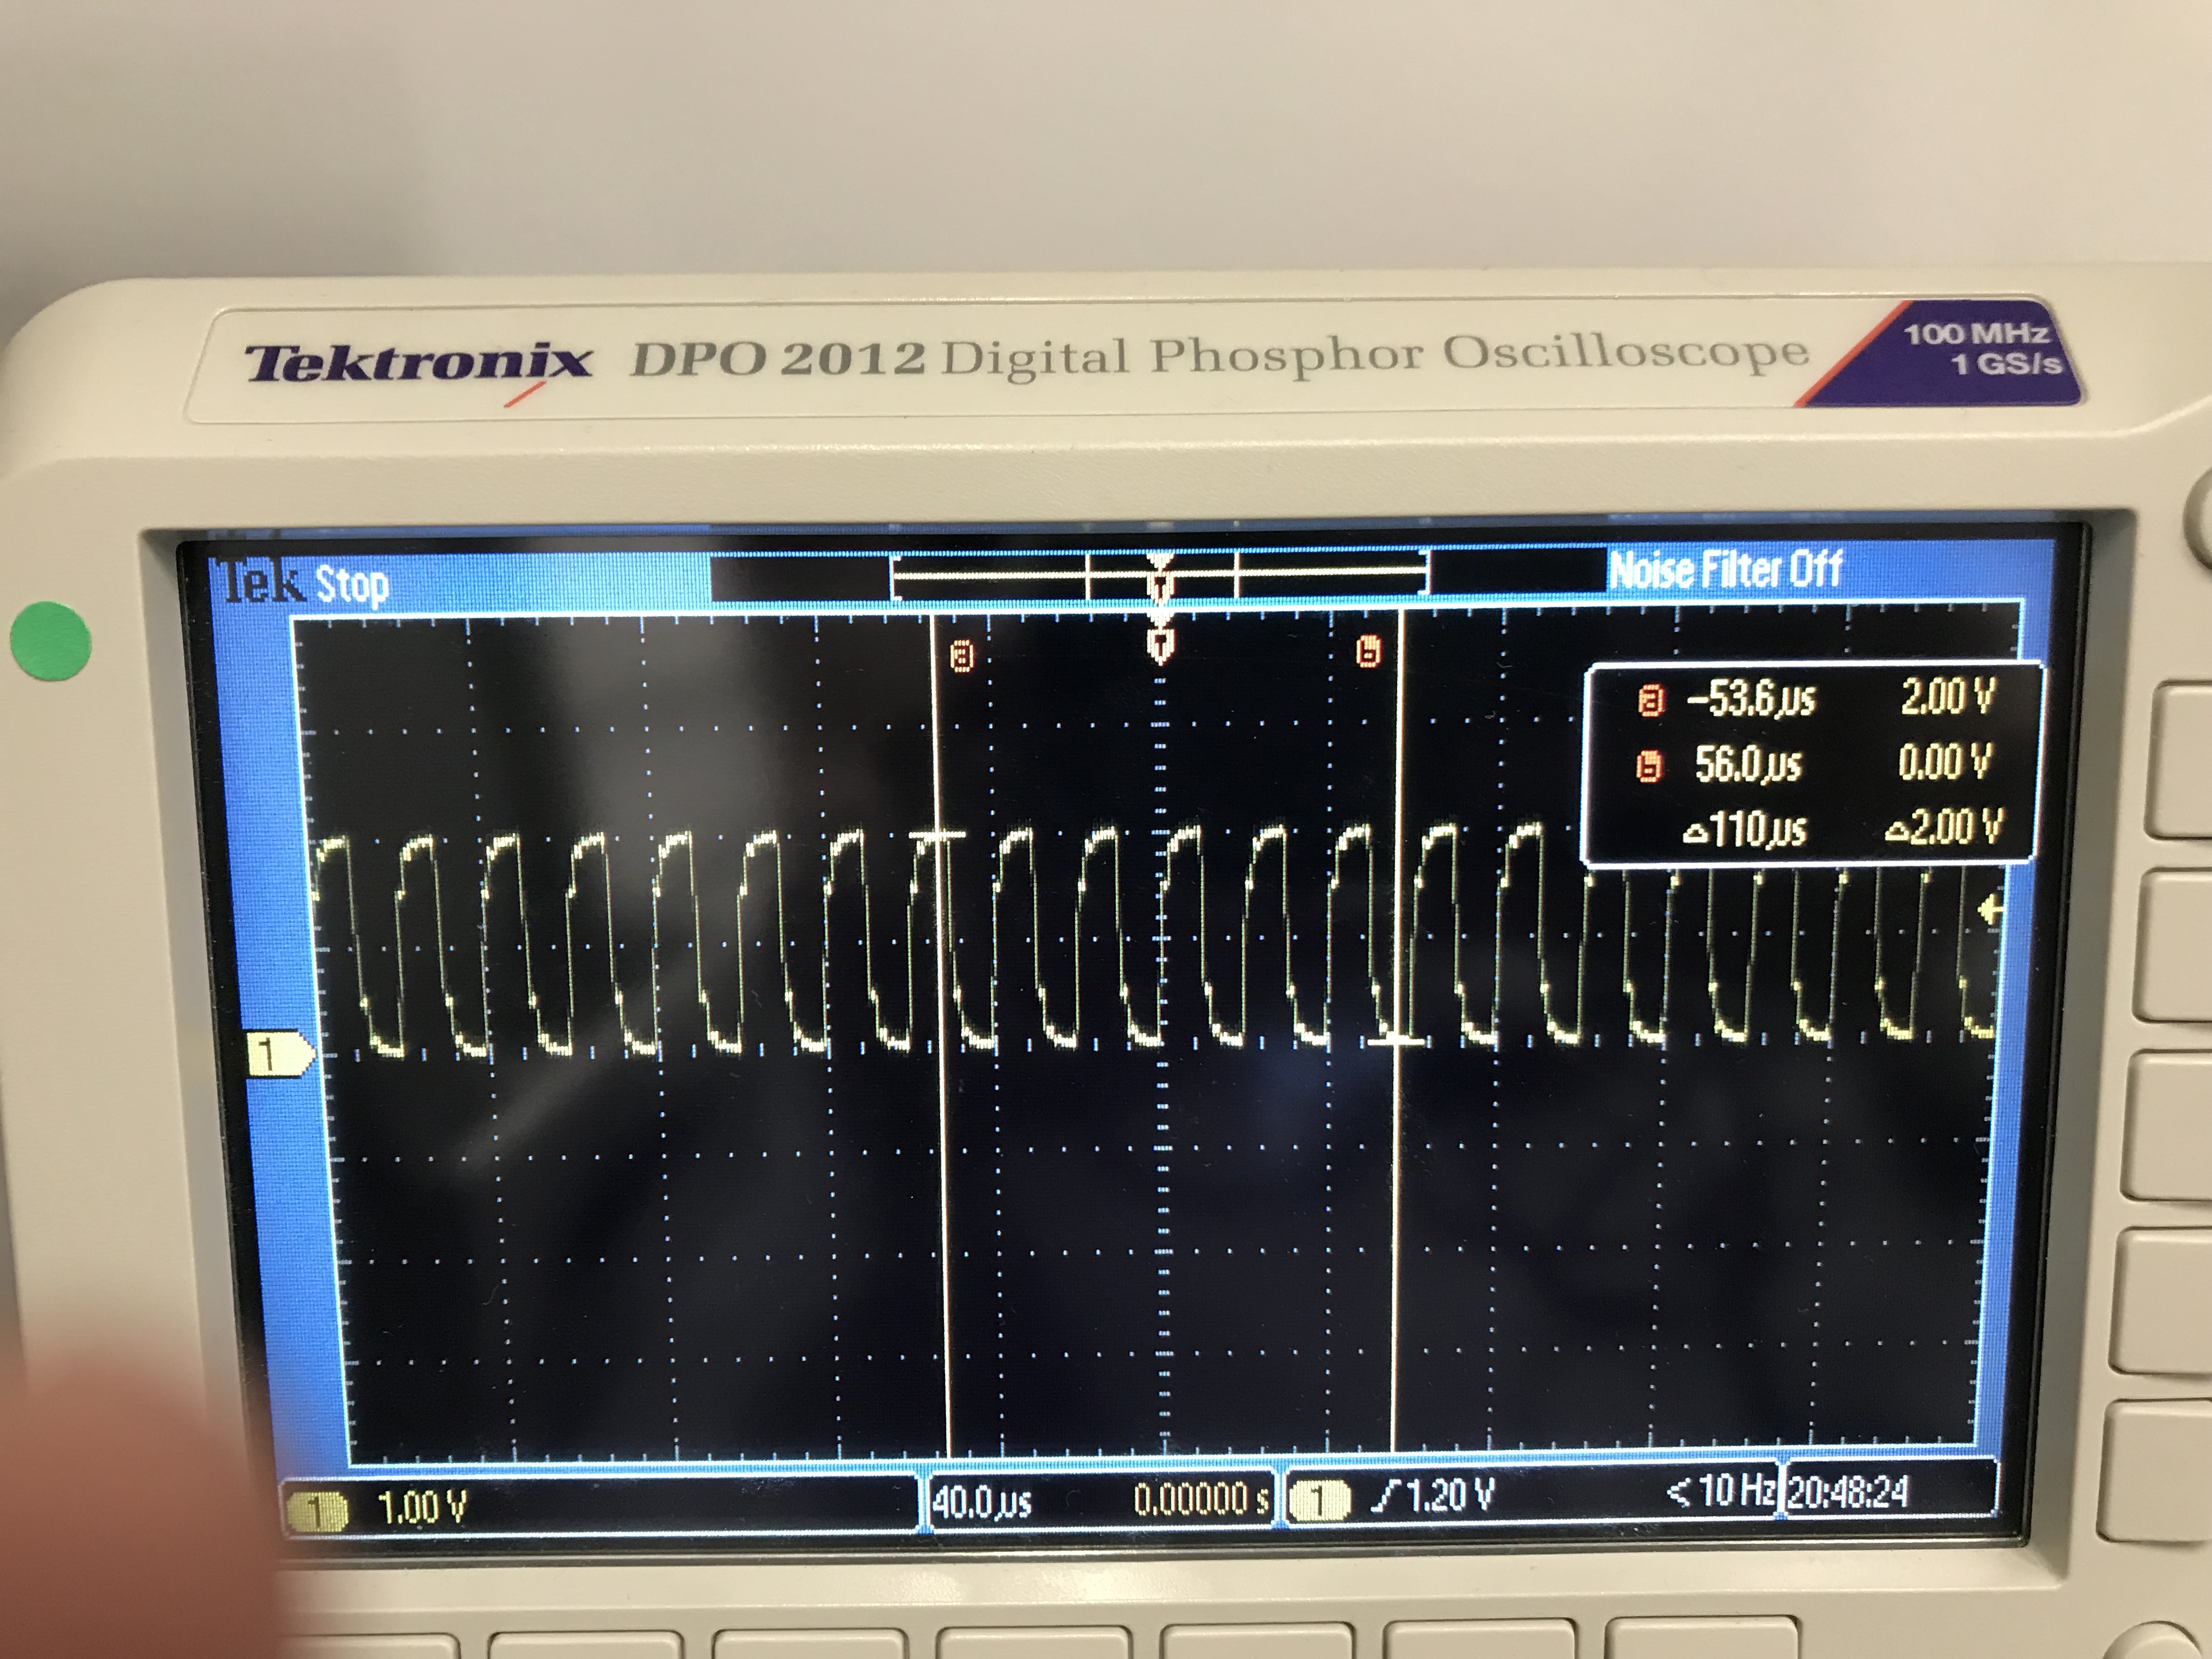 Tektronix DPO 2012 Digital Phosphor Oscilloscope
100 MHz
1 GS/s
Tek Stop
Noise Filter Off
T
a
b
T
a -53.6µs 2.00 V
b 56.0µs 0.00 V
△110µs △2.00 V
1
1 1.00 V 40.0µs 0.00000 s 1 1.20 V < 10 Hz 20:48:24